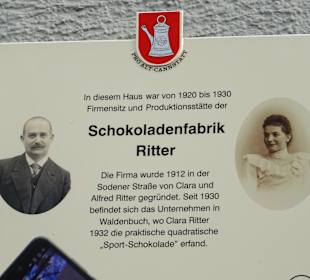 PRO ALT-CANNSTATT
In diesem Haus war von 1920 bis 1930
Firmensitz und Produktionsstätte der
Schokoladenfabrik
Ritter
Die Firma wurde 1912 in der
Sodener Straße von Clara und
Alfred Ritter gegründet. Seit 1930
befindet sich das Unternehmen in
Waldenbuch, wo Clara Ritter
1932 die praktische quadratische
„Sport-Schokolade" erfand.